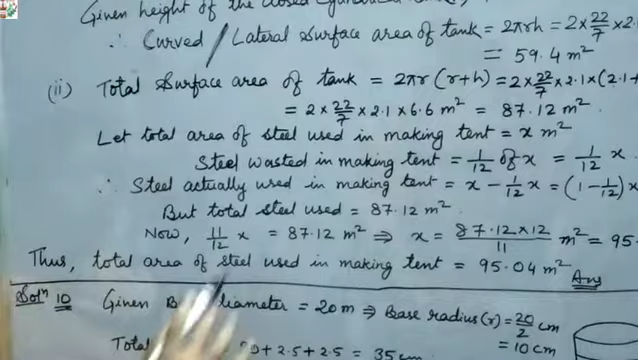 Given height of the closed
∴ Curved / Lateral surface area of tank = 2πrh = 2 × 22/7 × 2.
= 59.4 m²
(ii) Total surface area of tank = 2πr (r+h) = 2 × 22/7 × 2.1 × (2.1+
= 2 × 22/7 × 2.1 × 6.6 m² = 87.12 m².
Let total area of steel used in making tent = x m²
Steel wasted in making tent = 1/12 of x = 1/12 x.
∴ Steel actually used in making tent = x - 1/12 x = (1 - 1/12) x
But total steel used = 87.12 m².
Now, 11/12 x = 87.12 m² ⇒ x = 87.12 × 12/11 m² = 95.
Thus, total area of steel used in making tent = 95.04 m² Ans
Solⁿ 10 Given diameter = 20 m ⇒ Base radius (r) = 20/2 cm
= 10 cm
Total + 2.5 + 2.5 = 35 cm